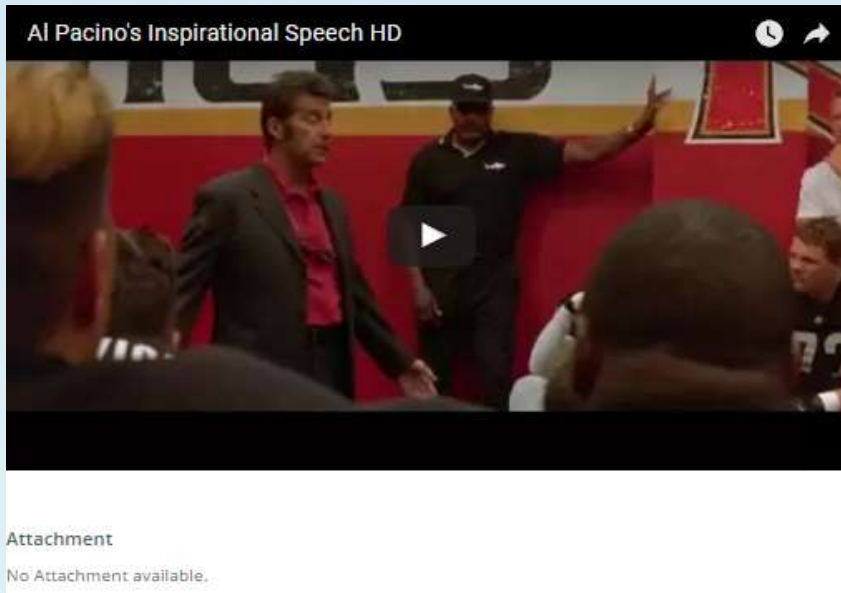 Al Pacino's Inspirational Speech HD
Attachment
No Attachment available.